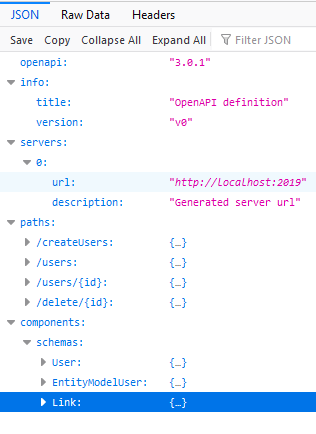 JSON Raw Data Headers
Save Copy Collapse All Expand All Filter JSON
openapi: "3.0.1"
info:
title: "OpenAPI definition"
version: "v0"
servers:
0:
url: "http://localhost:2019"
description: "Generated server url"
paths:
/createUsers: {…}
/users: {…}
/users/{id}: {…}
/delete/{id}: {…}
components:
schemas:
User: {…}
EntityModelUser: {…}
Link: {…}